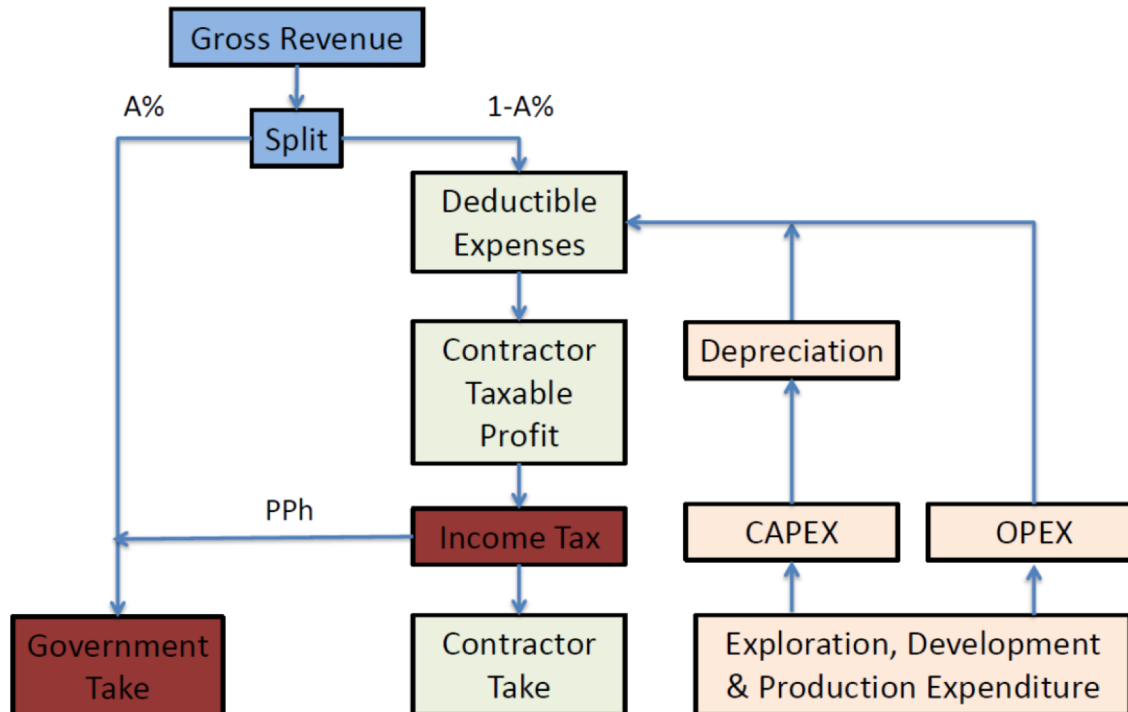 Gross Revenue
A%
1-A%
Split
Deductible
Expenses
Contractor
Taxable
Profit
Depreciation
PPh
Income Tax
CAPEX
OPEX
Government
Take
Contractor
Take
Exploration, Development
& Production Expenditure